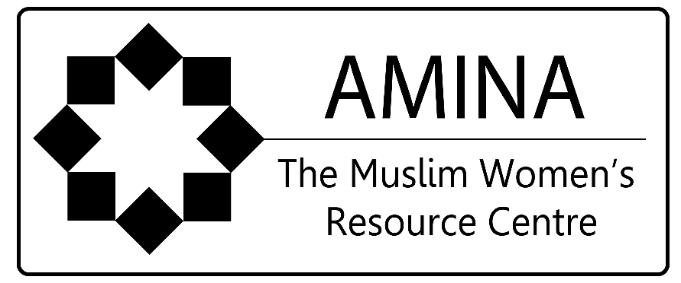 AMINA
The Muslim Women's
Resource Centre